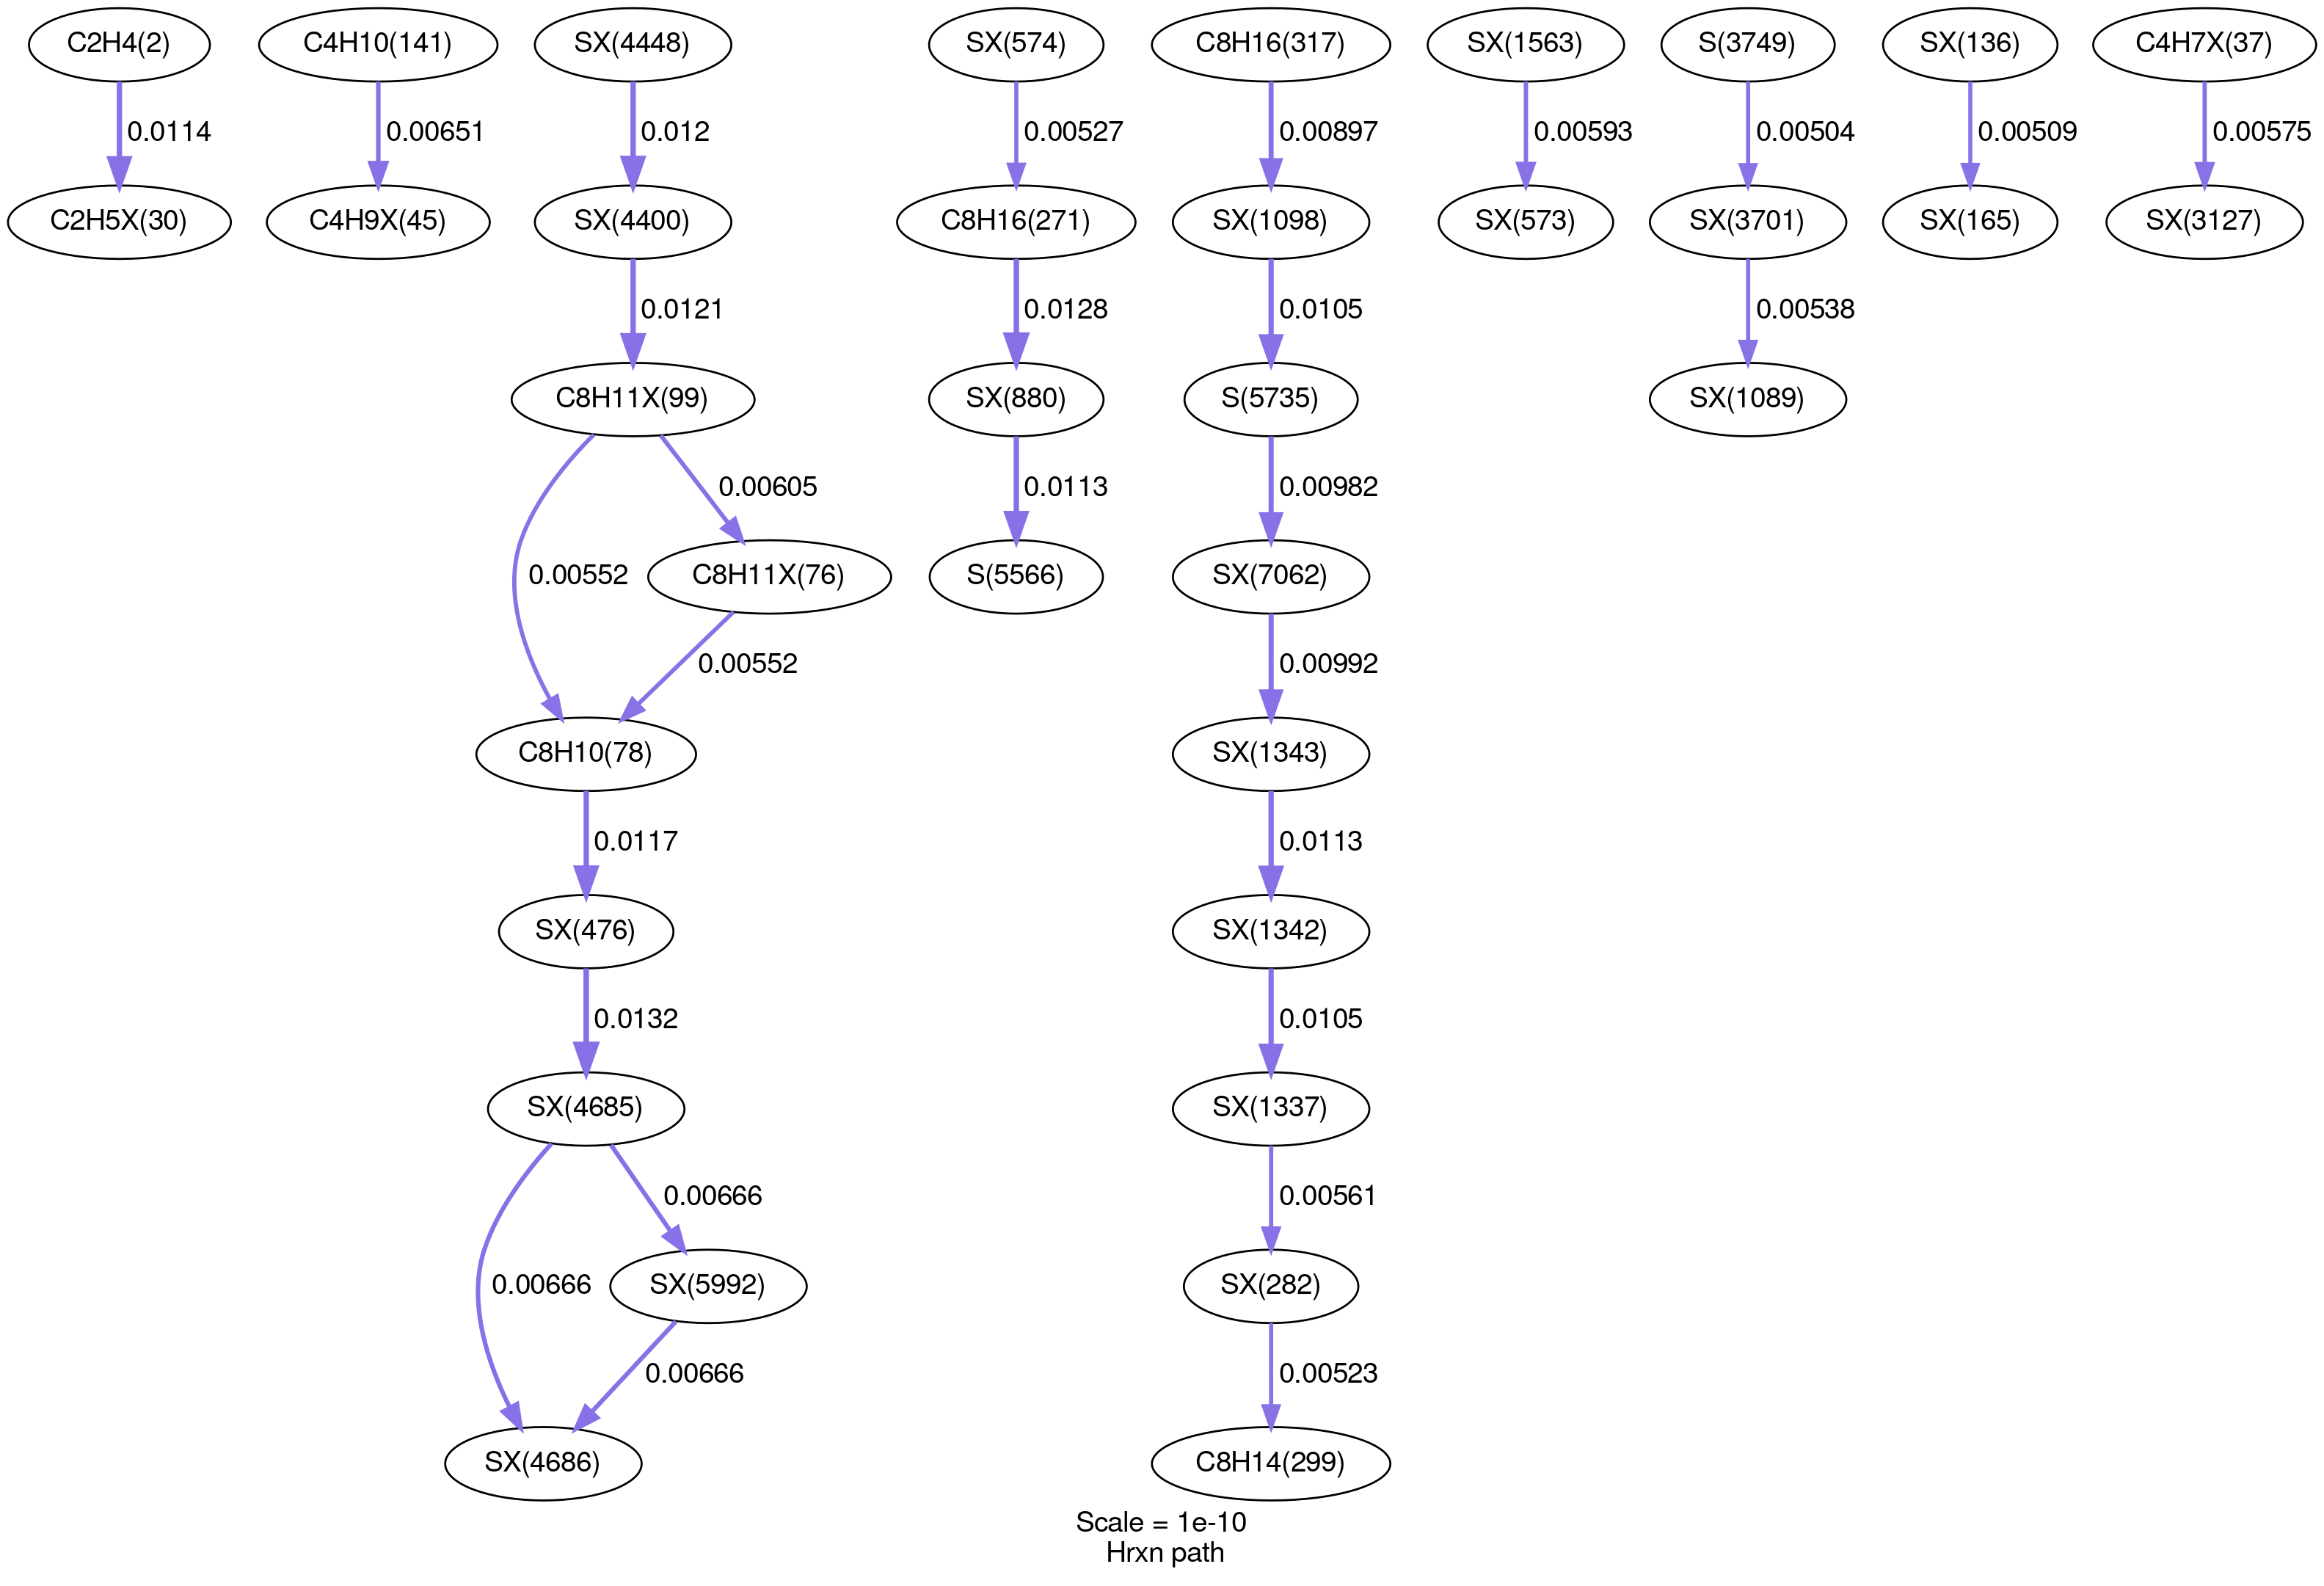 C2H4(2)
C4H10(141)
SX(4448)
SX(574)
C8H16(317)
SX(1563)
S(3749)
SX(136)
C4H7X(37)
0.0114
0.00651
0.012
0.00527
0.00897
0.00593
0.00504
0.00509
0.00575
C2H5X(30)
C4H9X(45)
SX(4400)
C8H16(271)
SX(1098)
SX(573)
SX(3701)
SX(165)
SX(3127)
0.0121
0.0128
0.0105
0.00538
C8H11X(99)
SX(880)
S(5735)
SX(1089)
0.00605
0.0113
0.00982
0.00552
C8H11X(76)
S(5566)
SX(7062)
0.00552
0.00992
C8H10(78)
SX(1343)
0.0117
0.0113
SX(476)
SX(1342)
0.0132
0.0105
SX(4685)
SX(1337)
0.00666
0.00561
0.00666
SX(5992)
SX(282)
0.00666
0.00523
SX(4686)
C8H14(299)
Scale = 1e-10
Hrxn path